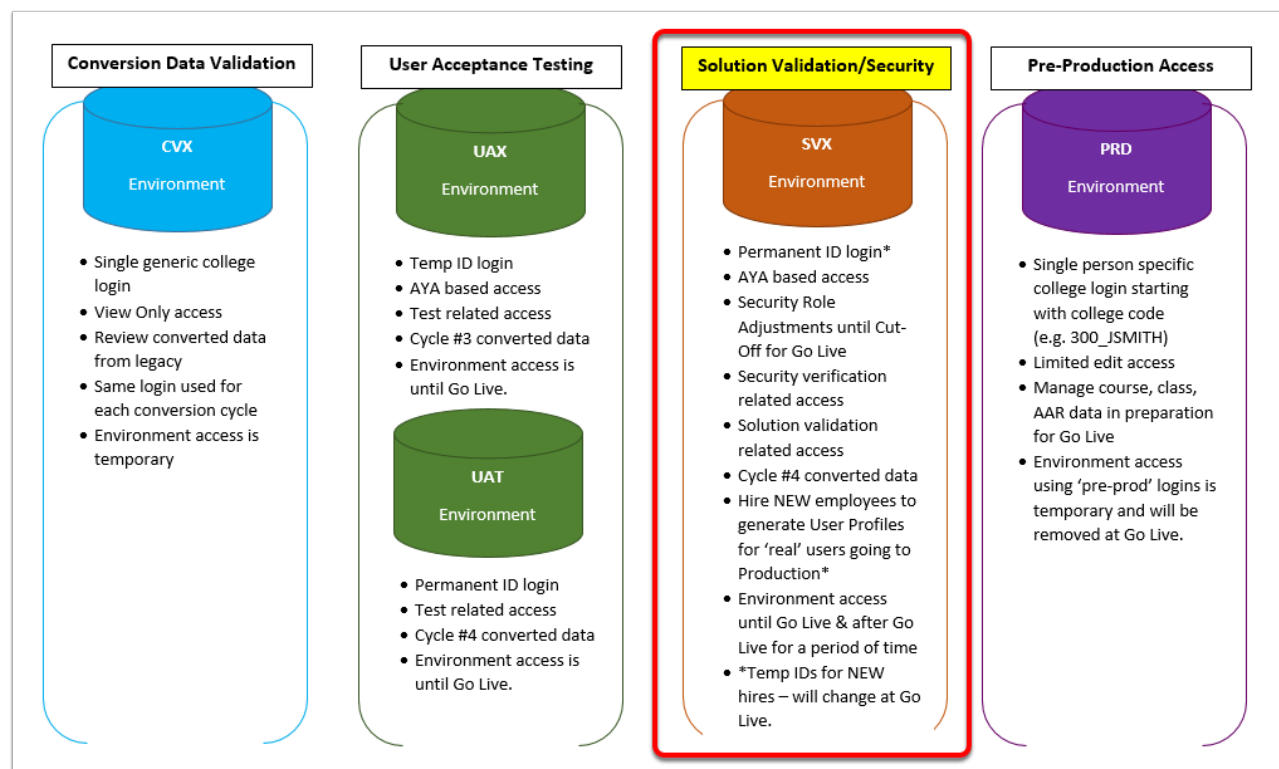 Conversion Data Validation
CVX
Environment
• Single generic college
login
• View Only access
• Review converted data
from legacy
• Same login used for
each conversion cycle
• Environment access is
temporary
User Acceptance Testing
UAX
Environment
• Temp ID login
• AYA based access
• Test related access
• Cycle #3 converted data
• Environment access is
until Go Live.
UAT
Environment
• Permanent ID login
• Test related access
• Cycle #4 converted data
• Environment access is
until Go Live.
Solution Validation/Security
SVX
Environment
• Permanent ID login*
• AYA based access
• Security Role
Adjustments until Cut-
Off for Go Live
• Security verification
related access
• Solution validation
related access
• Cycle #4 converted data
• Hire NEW employees to
generate User Profiles
for ‘real’ users going to
Production*
• Environment access
until Go Live & after Go
Live for a period of time
• *Temp IDs for NEW
hires – will change at Go
Live.
Pre-Production Access
PRD
Environment
• Single person specific
college login starting
with college code
(e.g. 300_JSMITH)
• Limited edit access
• Manage course, class,
AAR data in preparation
for Go Live
• Environment access
using ‘pre-prod’ logins is
temporary and will be
removed at Go Live.